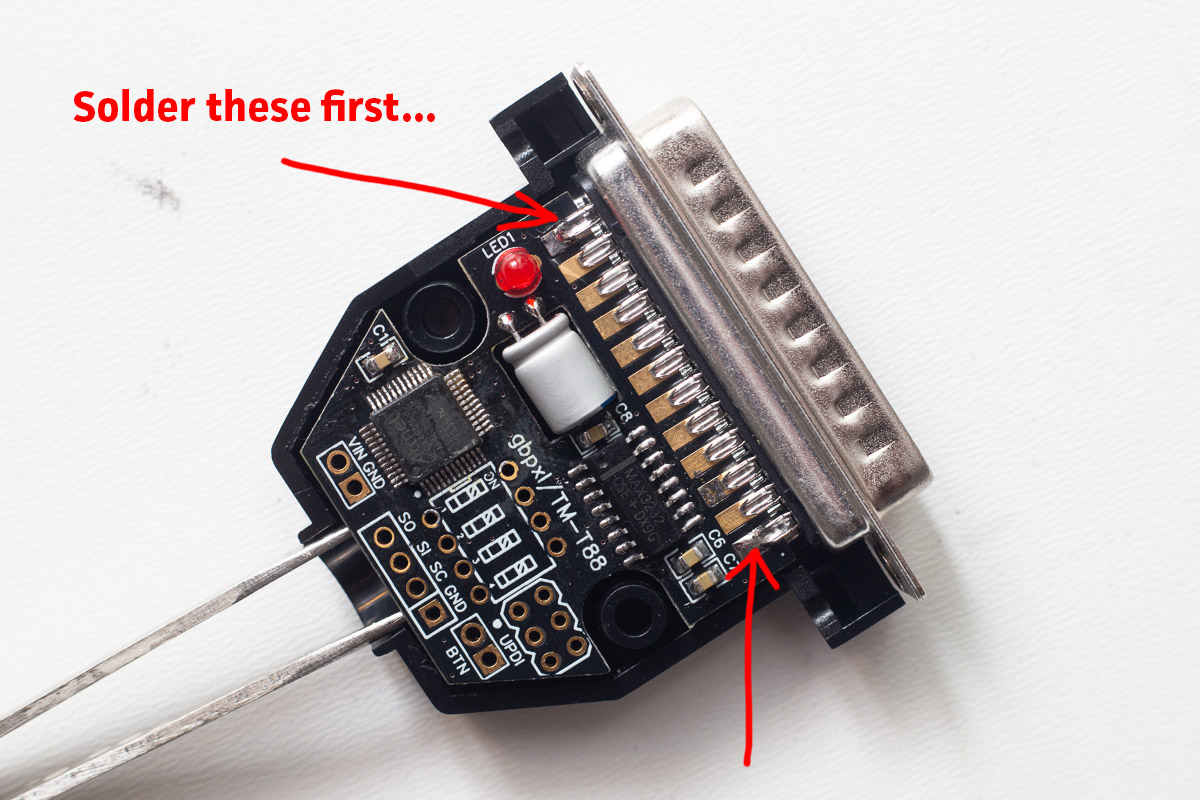 Solder these first...
LED1
C1
C8
VIN GND
ON
gbpxl/TM-T88
MAX3232
SO
SI
SC
GND
C6
UPDI
BTN